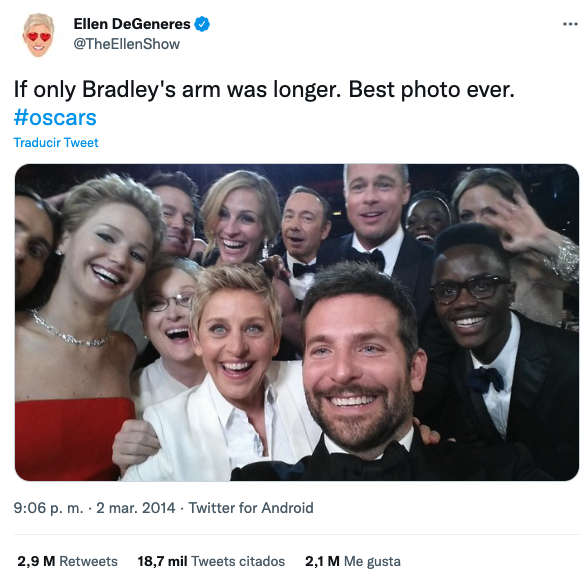 Ellen DeGeneres
@TheEllenShow
If only Bradley's arm was longer. Best photo ever.
#oscars
Traducir Tweet
9:06 p. m. · 2 mar. 2014 · Twitter for Android
2,9 M Retweets 18,7 mil Tweets citados 2,1 M Me gusta